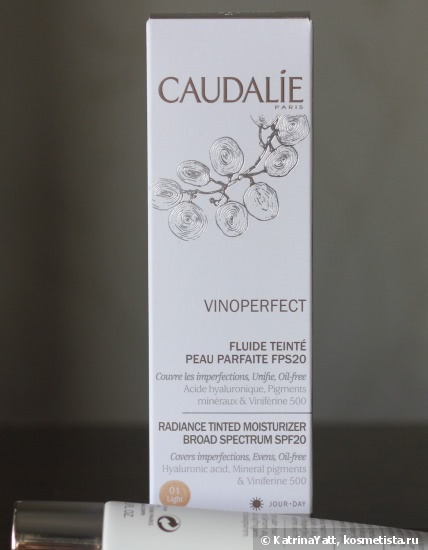 CAUDALÍE
PARIS
VINOPERFECT
FLUIDE TEINTÉ
PEAU PARFAITE FPS20
Couvre les imperfections, Unifie, Oil-free
Acide hyaluronique, Pigments
minéraux & Viniférine 500
RADIANCE TINTED MOISTURIZER
BROAD SPECTRUM SPF20
Covers imperfections, Evens, Oil-free
Hyaluronic acid, Mineral pigments
& Viniférine 500
01
Light
JOUR·DAY
© KatrinaYatt, kosmetista.ru